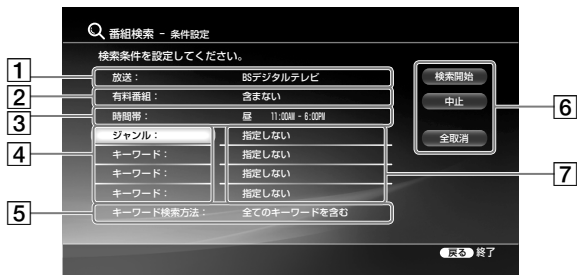 番組検索 - 条件設定
検索条件を設定してください。
1
放送： BSデジタルテレビ
2
有料番組： 含まない
3
時間帯： 昼 11:00AM - 6:00PM
4
ジャンル： 指定しない
キーワード： 指定しない
キーワード： 指定しない
キーワード： 指定しない
5
キーワード検索方法： 全てのキーワードを含む
検索開始
中止
全取消
6
7
戻る 終了